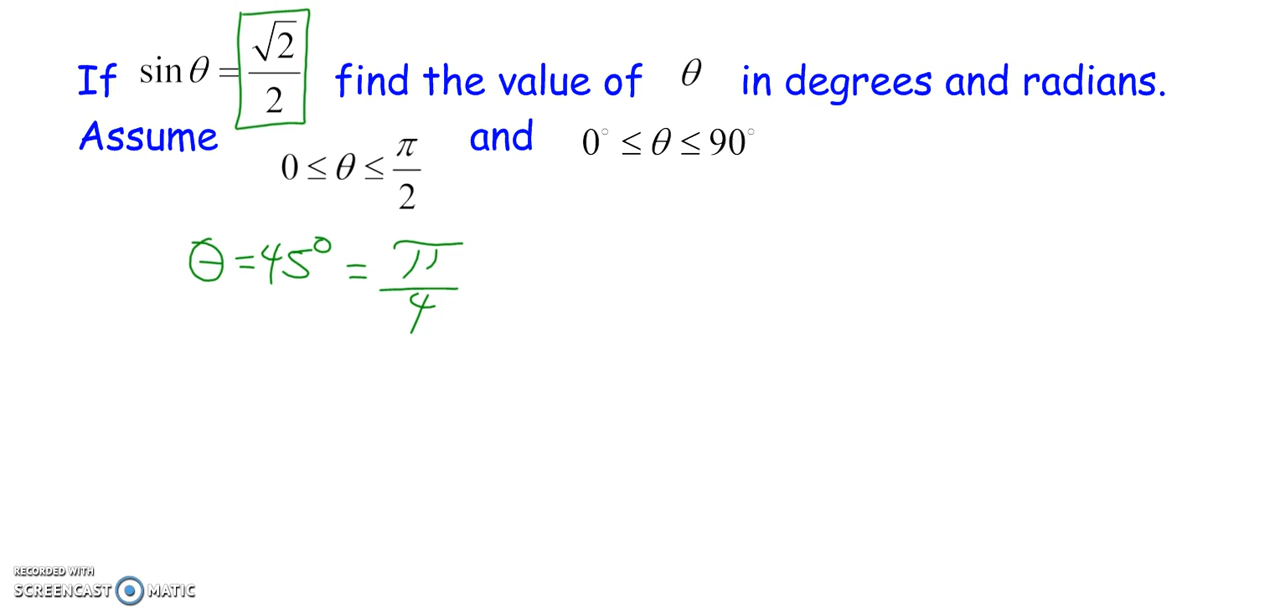 If sin θ = √2/2 find the value of θ in degrees and radians.
Assume 0 ≤ θ ≤ π/2 and 0° ≤ θ ≤ 90°
θ = 45° = π/4
RECORDED WITH
SCREENCAST MATIC